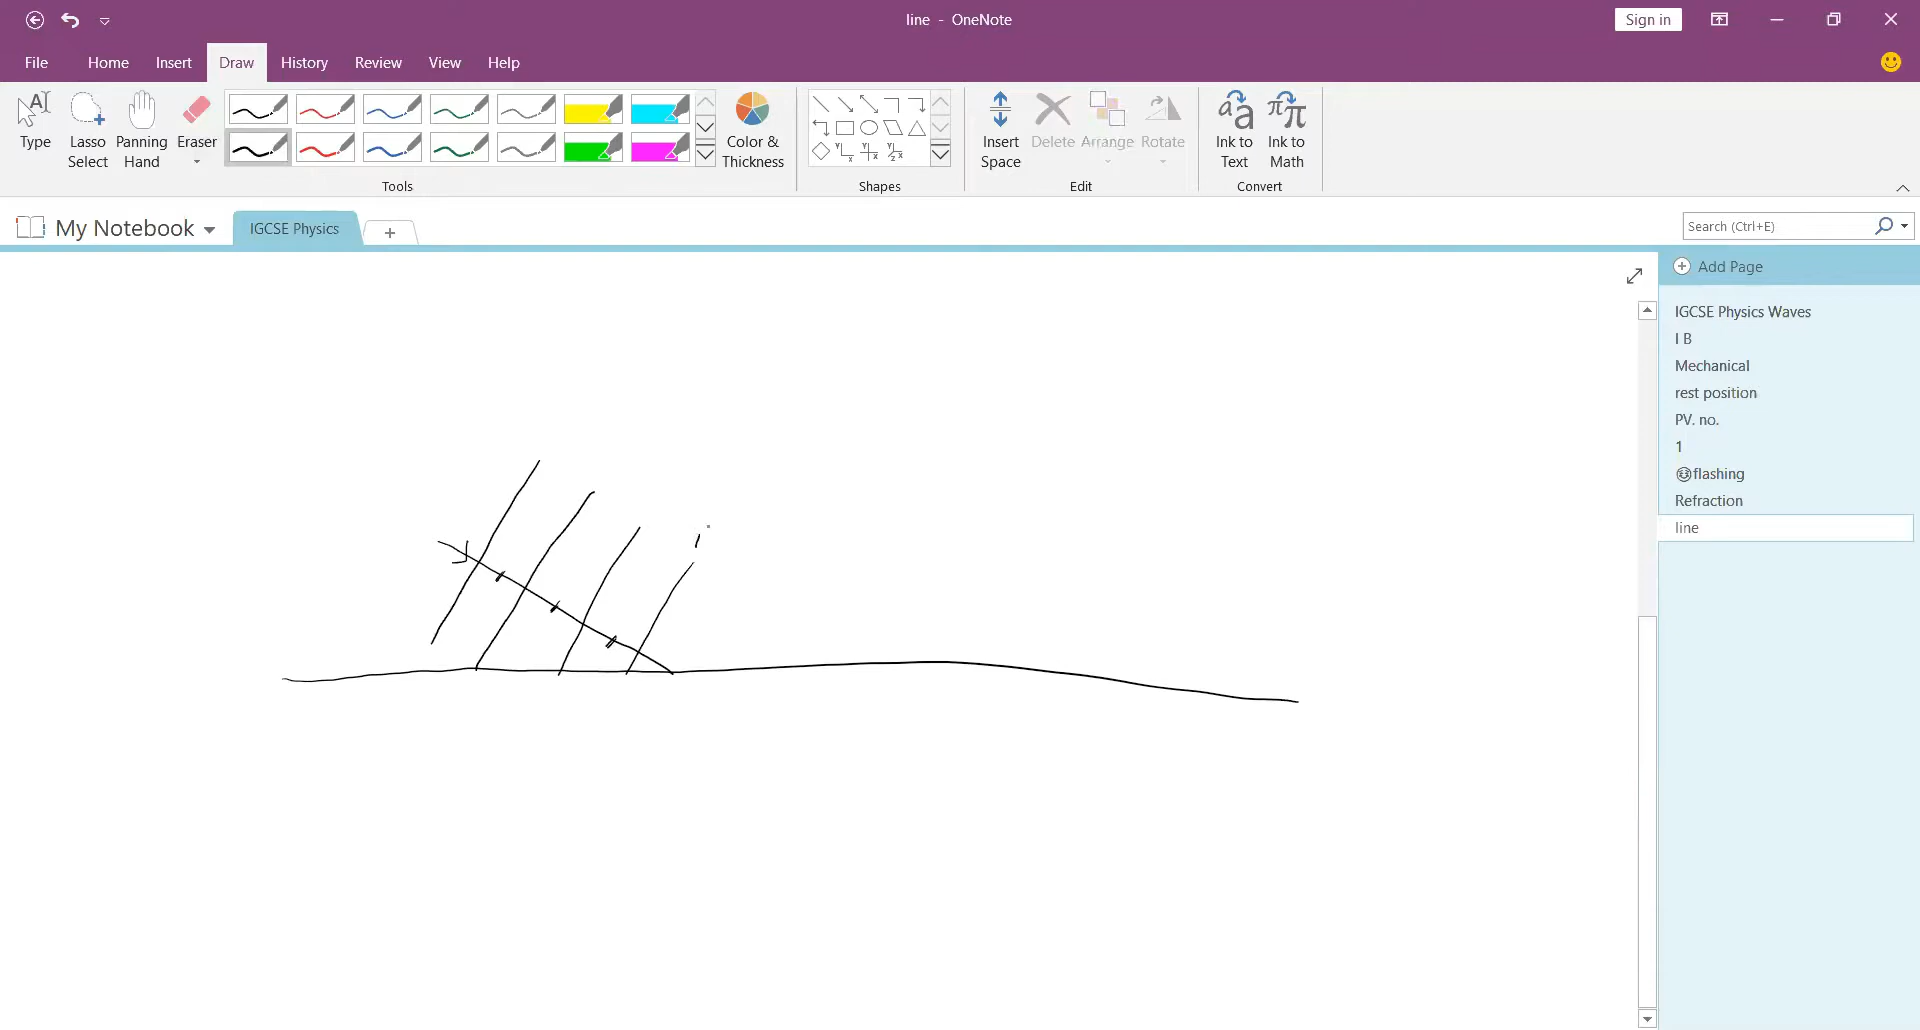 line - OneNote
Sign in
File Home Insert Draw History Review View Help
Type
Lasso Select
Panning Hand
Eraser
Color & Thickness
Insert Space
Delete
Arrange
Rotate
Ink to Text
Ink to Math
Tools
Shapes
Edit
Convert
My Notebook
IGCSE Physics
Search (Ctrl+E)
Add Page
IGCSE Physics Waves
I B
Mechanical
rest position
PV. no.
1
flashing
Refraction
line